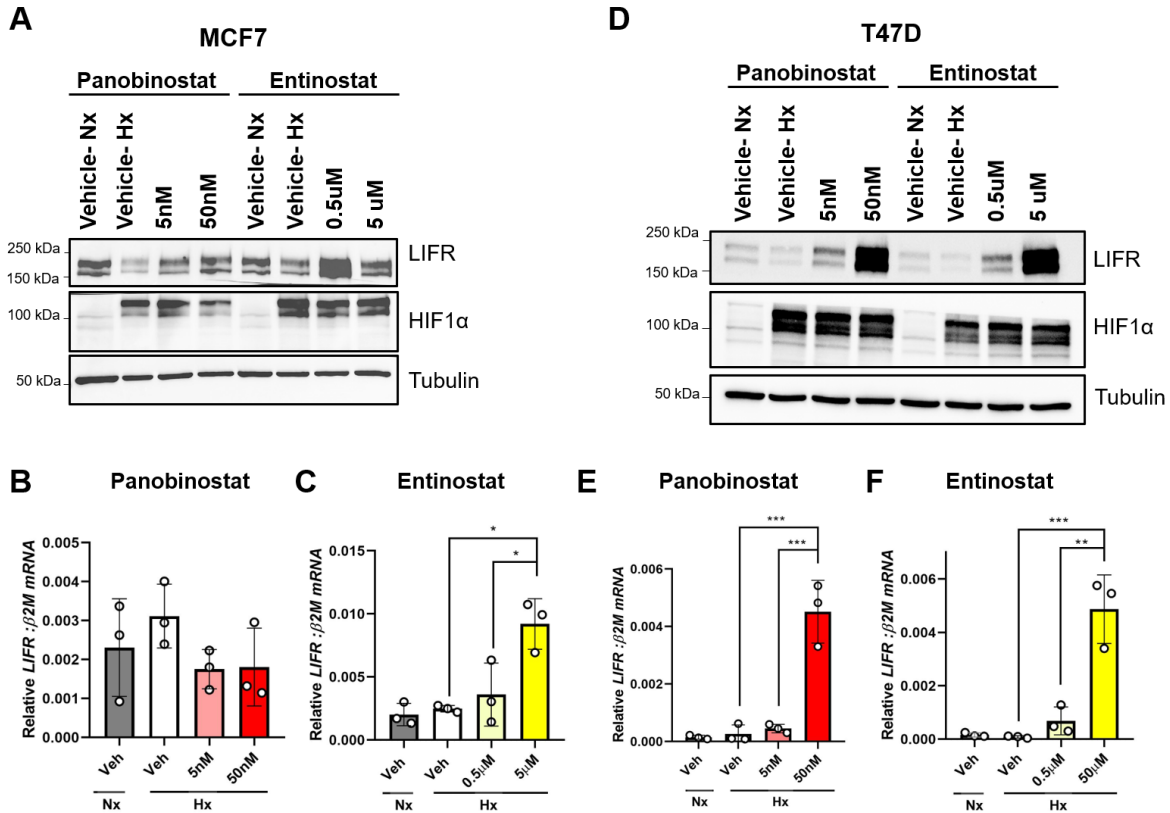 A
MCF7
Panobinostat
Entinostat
Vehicle- Nx
Vehicle- Hx
5nM
50nM
Vehicle- Nx
Vehicle- Hx
0.5uM
5 uM
250 kDa
150 kDa
LIFR
100 kDa
HIF1α
50 kDa
Tubulin
D
T47D
Panobinostat
Entinostat
Vehicle- Nx
Vehicle- Hx
5nM
50nM
Vehicle- Nx
Vehicle- Hx
0.5uM
5 uM
250 kDa
150 kDa
LIFR
100 kDa
HIF1α
50 kDa
Tubulin
B
Panobinostat
Relative LIFR :β2M mRNA
0.005
0.004
0.003
0.002
0.001
0.000
Veh
Veh
5nM
50nM
Nx
Hx
C
Entinostat
Relative LIFR :β2M mRNA
0.015
0.010
0.005
0.000
*
*
Veh
Veh
0.5μM
5μM
Nx
Hx
E
Panobinostat
Relative LIFR :β2M mRNA
0.006
0.004
0.002
0.000
***
***
Veh
Veh
5nM
50nM
Nx
Hx
F
Entinostat
Relative LIFR :β2M mRNA
0.006
0.004
0.002
0.000
***
**
Veh
Veh
0.5μM
50μM
Nx
Hx